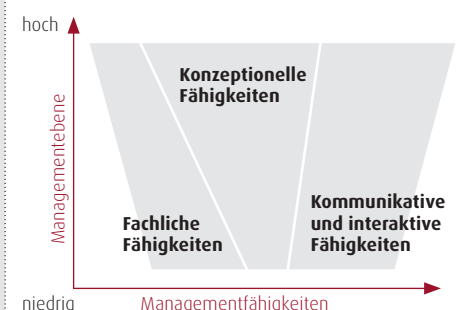 hoch
Managementebene
Konzeptionelle
Fähigkeiten
Fachliche
Fähigkeiten
Kommunikative
und interaktive
Fähigkeiten
niedrig
Managementfähigkeiten